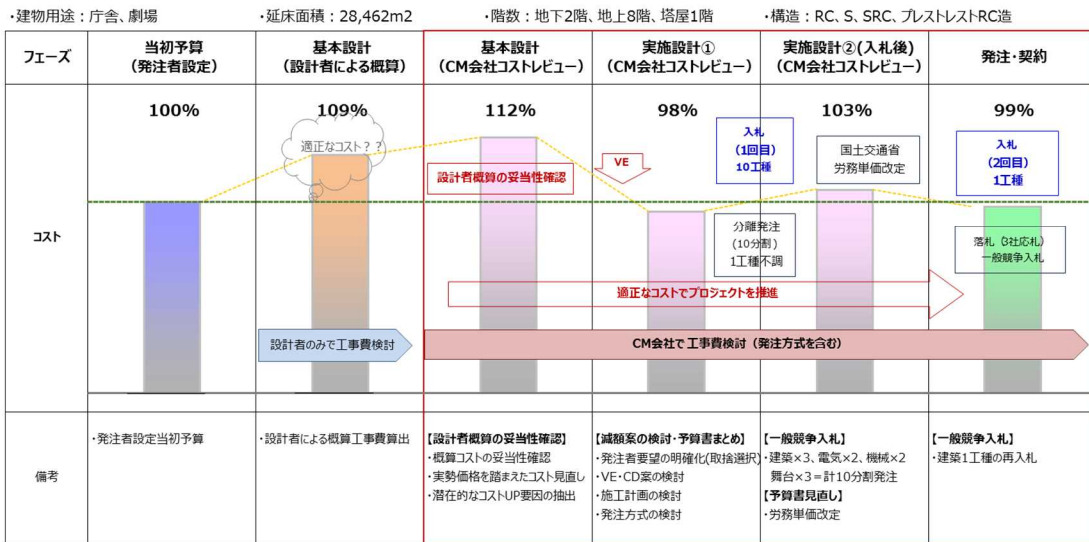 ・建物用途：庁舎、劇場　・延床面積：28,462m2　・階数：地下2階、地上8階、塔屋1階　・構造：RC、S、SRC、プレストレストRC造
フェーズ
当初予算
(発注者設定)
基本設計
(設計者による概算)
基本設計
(CM会社コストレビュー)
実施設計①
(CM会社コストレビュー)
実施設計②(入札後)
(CM会社コストレビュー)
発注・契約
コスト
100%
109%
112%
98%
103%
99%
適正なコスト？？
設計者概算の妥当性確認
VE
入札
(1回目)
10工種
国土交通省
労務単価改定
入札
(2回目)
1工種
分離発注
(10分割)
1工種不調
落札（3社応札）
一般競争入札
適正なコストでプロジェクトを推進
設計者のみで工事費検討
CM会社で工事費検討（発注方式を含む）
備考
・発注者設定当初予算
・設計者による概算工事費算出
【設計者概算の妥当性確認】
・概算コストの妥当性確認
・実勢価格を踏まえたコスト見直し
・潜在的なコストUP要因の抽出
【減額案の検討・予算書まとめ】
・発注者要望の明確化(取捨選択)
・VE・CD案の検討
・施工計画の検討
・発注方式の検討
【一般競争入札】
・建築×3、電気×2、機械×2
舞台×3＝計10分割発注
【予算書見直し】
・労務単価改定
【一般競争入札】
・建築1工種の再入札